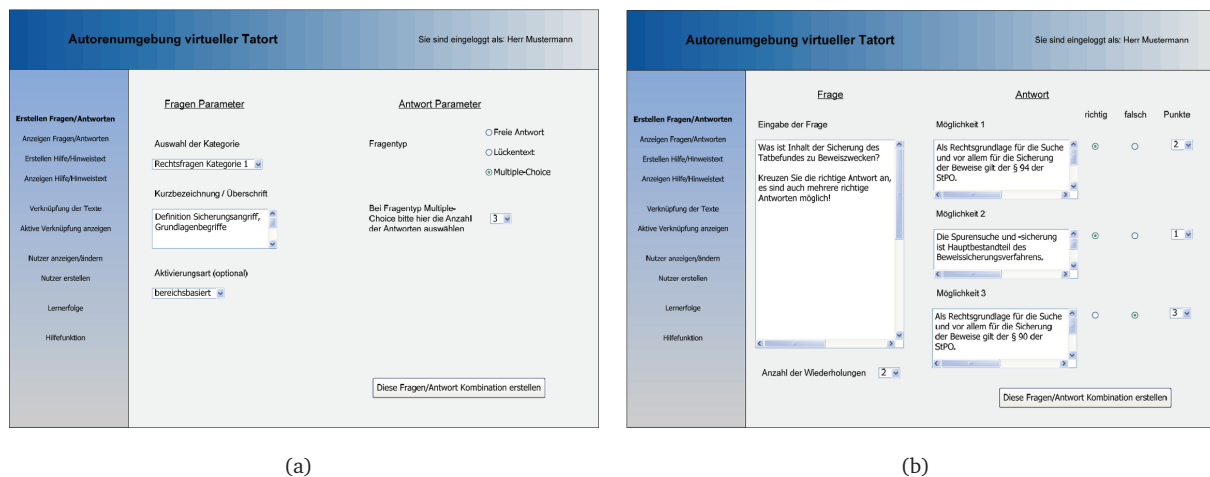 Autorenumgebung virtueller Tatort
Sie sind eingeloggt als: Herr Mustermann
Erstellen Fragen/Antworten
Anzeigen Fragen/Antworten
Erstellen Hilfe/Hinweistext
Anzeigen Hilfe/Hinweistext
Verknüpfung der Texte
Aktive Verknüpfung anzeigen
Nutzer anzeigen/ändern
Nutzer erstellen
Lernerfolge
Hilfefunktion
Fragen Parameter
Auswahl der Kategorie
Rechtsfragen Kategorie 1
Kurzbezeichnung / Überschrift
Definition Sicherungsangriff,
Grundlagenbegriffe
Aktivierungsart (optional)
bereichsbasiert
Antwort Parameter
Fragentyp
Freie Antwort
Lückentext
Multiple-Choice
Bei Fragentyp Multiple-
Choice bitte hier die Anzahl
der Antworten auswählen
3
Diese Fragen/Antwort Kombination erstellen
(a)
Autorenumgebung virtueller Tatort
Sie sind eingeloggt als: Herr Mustermann
Erstellen Fragen/Antworten
Anzeigen Fragen/Antworten
Erstellen Hilfe/Hinweistext
Anzeigen Hilfe/Hinweistext
Verknüpfung der Texte
Aktive Verknüpfung anzeigen
Nutzer anzeigen/ändern
Nutzer erstellen
Lernerfolge
Hilfefunktion
Frage
Eingabe der Frage
Was ist Inhalt der Sicherung des
Tatbefundes zu Beweiszwecken?
Kreuzen Sie die richtige Antwort an,
es sind auch mehrere richtige
Antworten möglich!
Anzahl der Wiederholungen 2
Antwort
richtig falsch Punkte
Möglichkeit 1
Als Rechtsgrundlage für die Suche
und vor allem für die Sicherung
der Beweise gilt der § 94 der
StPO.
2
Möglichkeit 2
Die Spurensuche und -sicherung
ist Hauptbestandteil des
Beweissicherungsverfahrens.
1
Möglichkeit 3
Als Rechtsgrundlage für die Suche
und vor allem für die Sicherung
der Beweise gilt der § 90 der
StPO.
3
Diese Fragen/Antwort Kombination erstellen
(b)